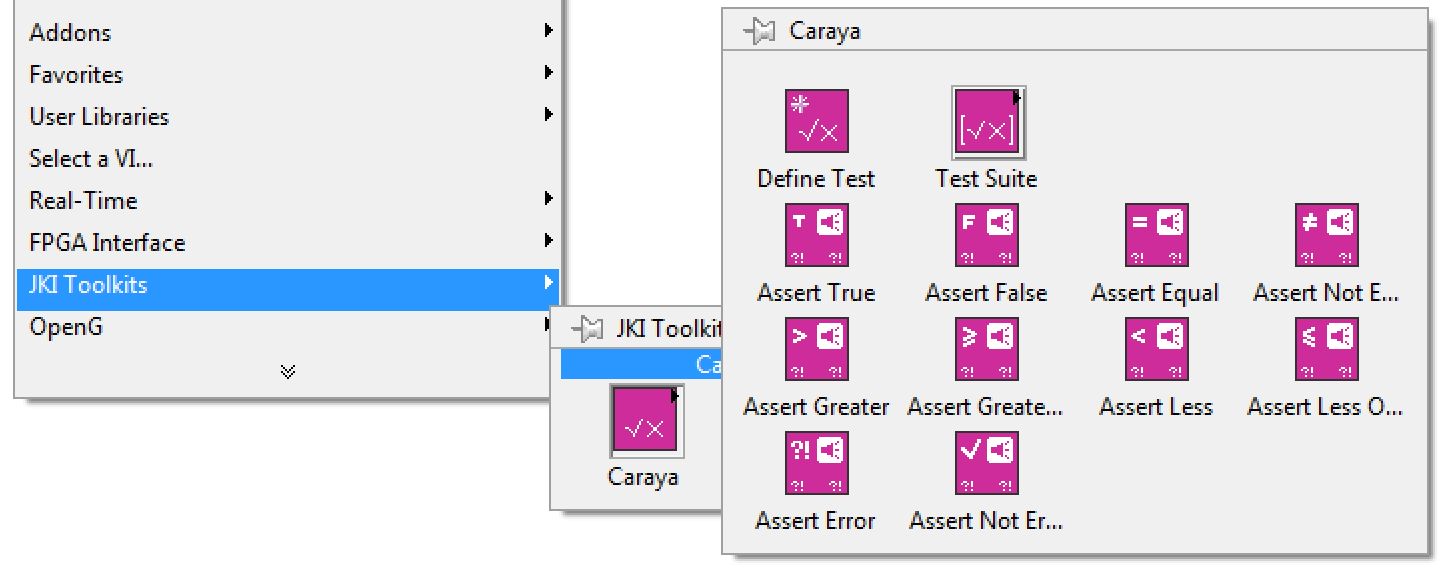 Addons
Favorites
User Libraries
Select a VI...
Real-Time
FPGA Interface
JKI Toolkits
OpenG
JKI Toolkit
Ca
Caraya
Caraya
Define Test
Test Suite
Assert True
Assert False
Assert Equal
Assert Not E...
Assert Greater
Assert Greate...
Assert Less
Assert Less O...
Assert Error
Assert Not Er...